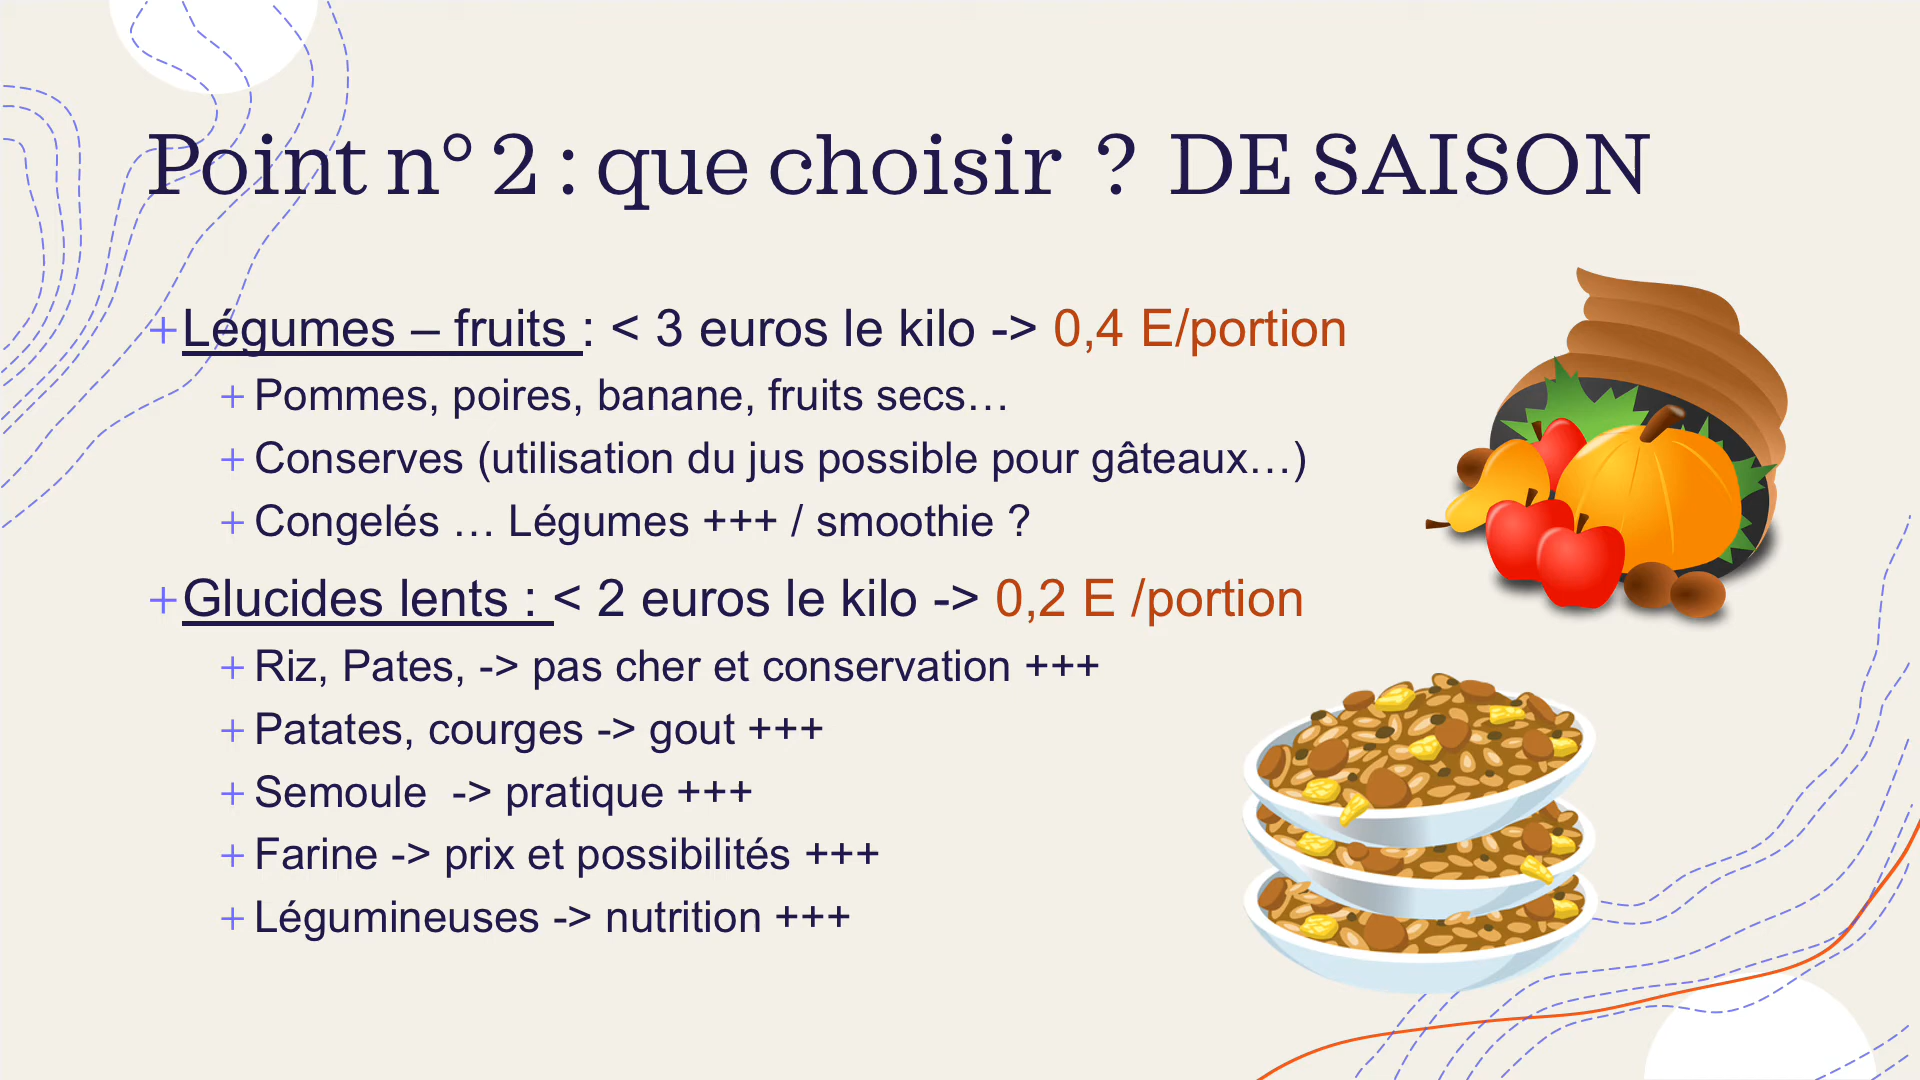 Point n° 2 : que choisir ? DE SAISON
+Légumes – fruits : < 3 euros le kilo -> 0,4 E/portion
+ Pommes, poires, banane, fruits secs…
+ Conserves (utilisation du jus possible pour gâteaux…)
+ Congelés … Légumes +++ / smoothie ?
+Glucides lents : < 2 euros le kilo -> 0,2 E /portion
+ Riz, Pates, -> pas cher et conservation +++
+ Patates, courges -> gout +++
+ Semoule -> pratique +++
+ Farine -> prix et possibilités +++
+ Légumineuses -> nutrition +++